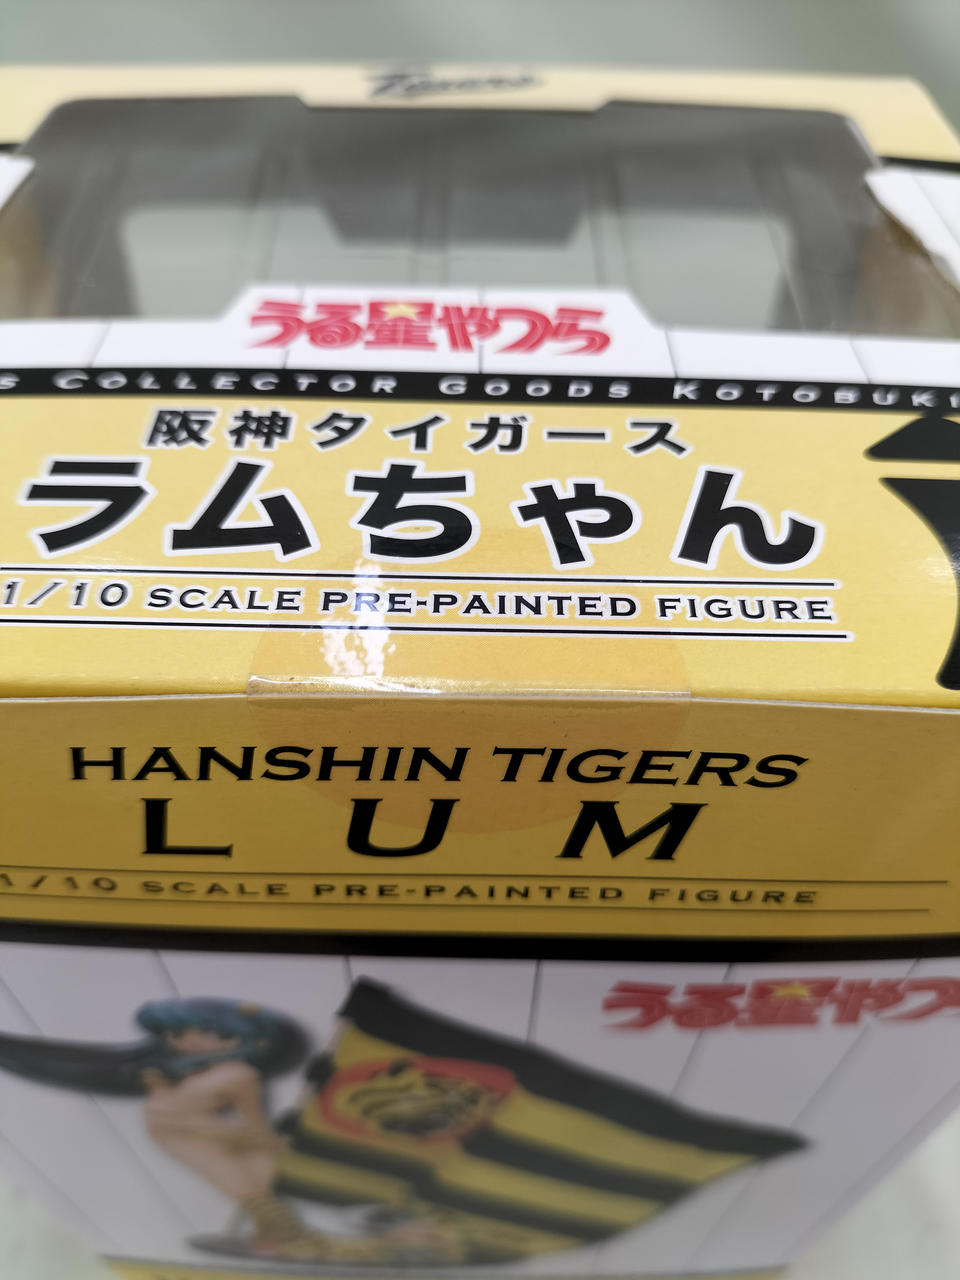 Tigers
うる星やつら
S COLLECTOR GOODS KOTOBUKI
阪神タイガース
ラムちゃん
1/10 SCALE PRE-PAINTED FIGURE
HANSHIN TIGERS
LUM
1/10 SCALE PRE-PAINTED FIGURE
うる星やつ